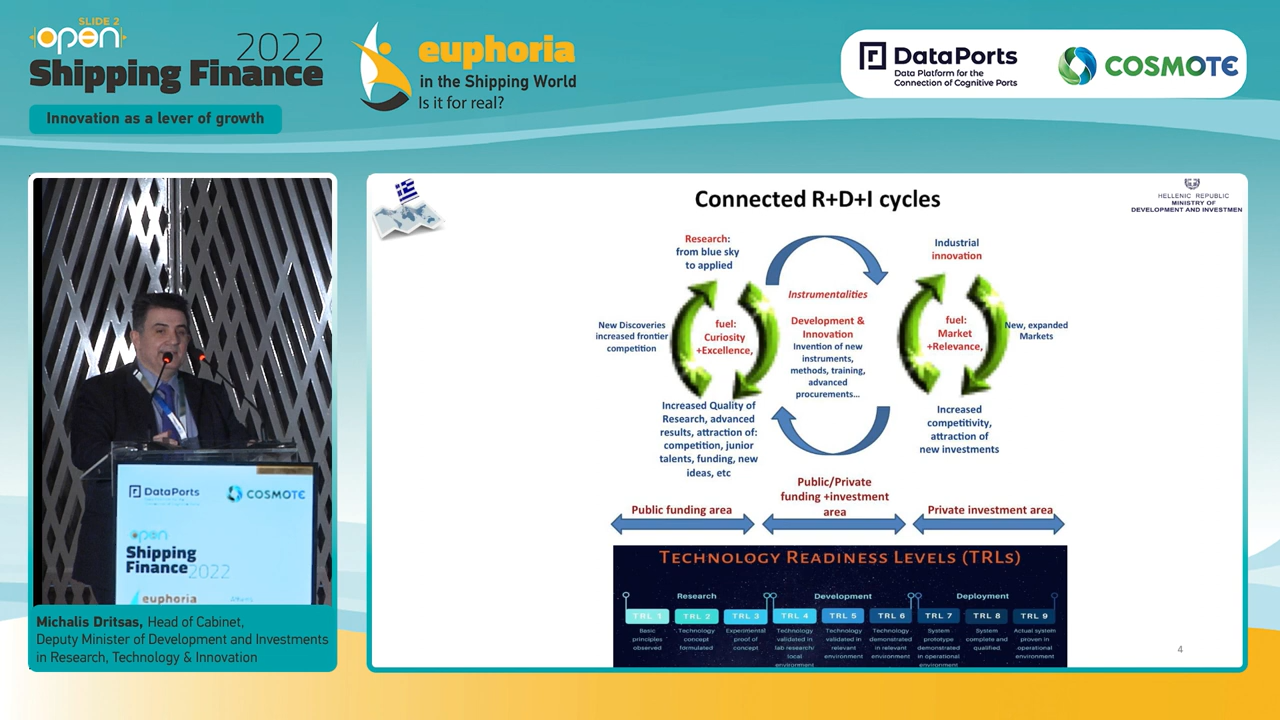 SLIDE 2
open
2022
Shipping Finance
Innovation as a lever of growth
euphoria
in the Shipping World
Is it for real?
DataPorts
Data Platform for the
Connection of Cognitive Ports
COSMOTE
DataPorts
COSMOTE
open
Shipping
Finance 2022
euphoria
Michalis Dritsas, Head of Cabinet,
Deputy Minister of Development and Investments
in Research, Technology & Innovation
Connected R+D+I cycles
HELLENIC REPUBLIC
MINISTRY OF
DEVELOPMENT AND INVESTMEN
Research:
from blue sky
to applied
Industrial
innovation
Instrumentalities
New Discoveries
increased frontier
competition
fuel:
Curiosity
+Excellence,
Development &
Innovation
Invention of new
instruments,
methods, training,
advanced
procurements...
fuel:
Market
+Relevance,
New, expanded
Markets
Increased Quality of
Research, advanced
results, attraction of:
competition, junior
talents, funding, new
ideas, etc
Increased
competitivity,
attraction of
new investments
Public funding area
Public/Private
funding +investment
area
Private investment area
TECHNOLOGY READINESS LEVELS (TRLS)
Research
Development
Deployment
TRL 1
TRL 2
TRL 3
TRL 4
TRL 5
TRL 6
TRL 7
TRL 8
TRL 9
Basic
principles
observed
Technology
concept
formulated
Experimental
proof of
concept
Technology
validated in
lab research/
local
environment
Technology
validated in
relevant
environment
Technology
demonstrated
in relevant
environment
System
prototype
demonstrated
in operational
environment
System
complete and
qualified
Actual system
proven in
operational
environment
4